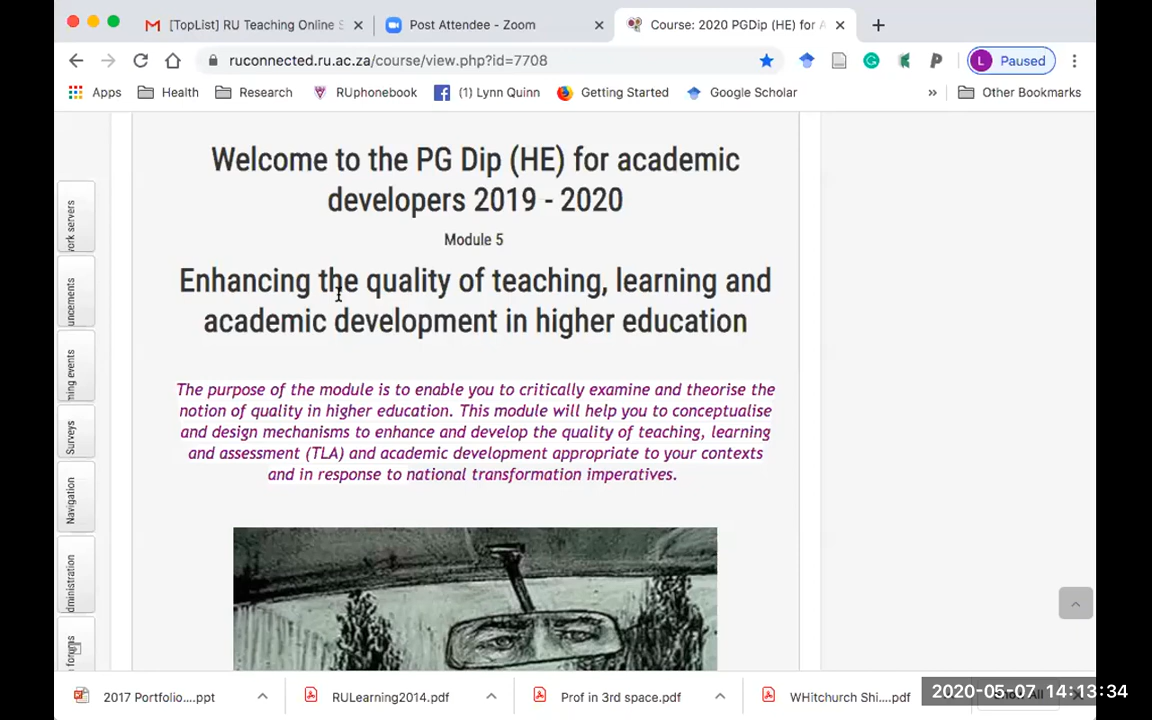 [TopList] RU Teaching Online S
Post Attendee - Zoom
Course: 2020 PGDip (HE) for A
ruconnected.ru.ac.za/course/view.php?id=7708
L Paused
Apps Health Research RUphonebook (1) Lynn Quinn Getting Started Google Scholar » Other Bookmarks
Welcome to the PG Dip (HE) for academic
developers 2019 - 2020
Module 5
Enhancing the quality of teaching, learning and
academic development in higher education
The purpose of the module is to enable you to critically examine and theorise the
notion of quality in higher education. This module will help you to conceptualise
and design mechanisms to enhance and develop the quality of teaching, learning
and assessment (TLA) and academic development appropriate to your contexts
and in response to national transformation imperatives.
ork servers
uncements
ning events
Surveys
Navigation
dministration
forums
2017 Portfolio....ppt
RULearning2014.pdf
Prof in 3rd space.pdf
WHitchurch Shi....pdf
2020-05-07, 14:13:34